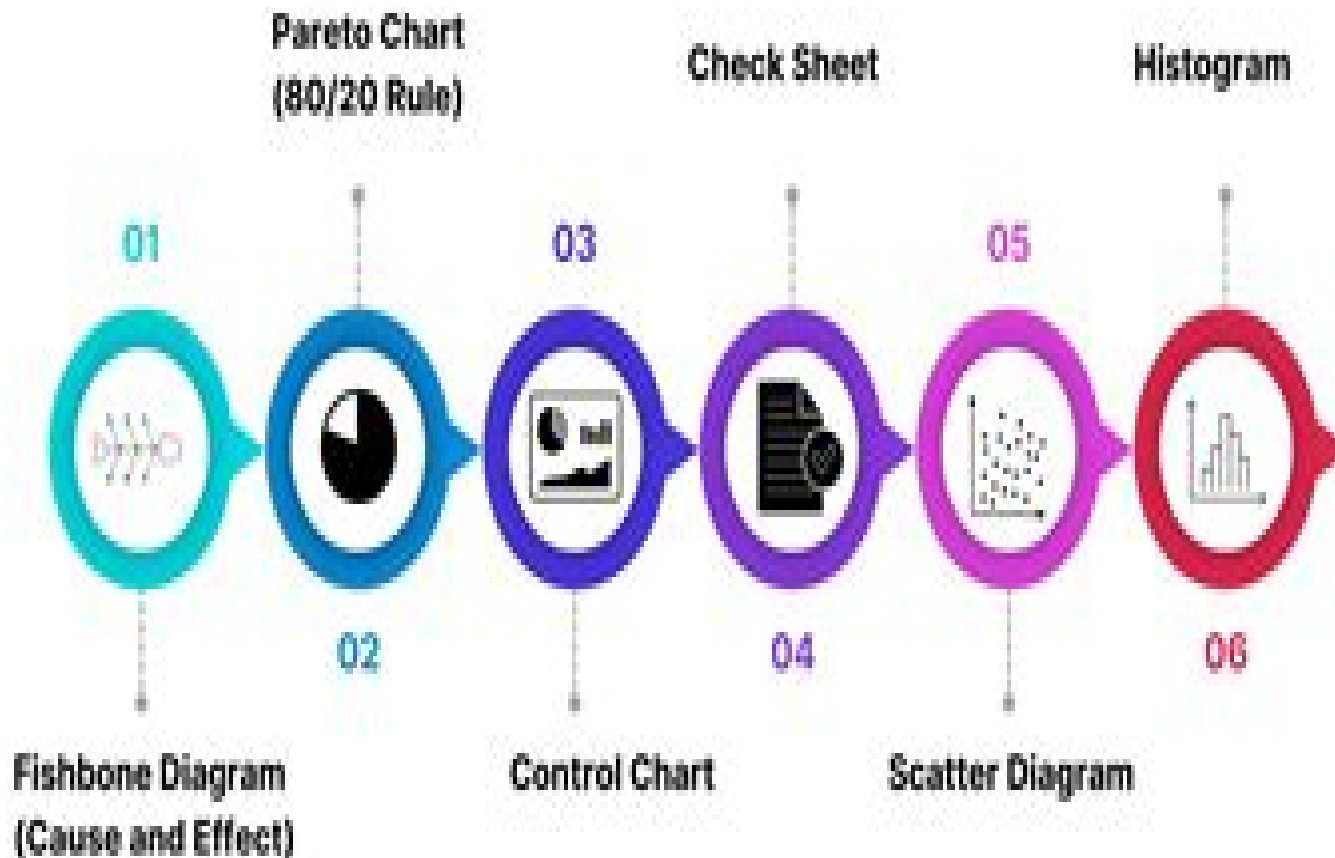 Pareto Chart
(80/20 Rule)
Check Sheet
Histogram
01
03
05
02
04
06
Fishbone Diagram
(Cause and Effect)
Control Chart
Scatter Diagram